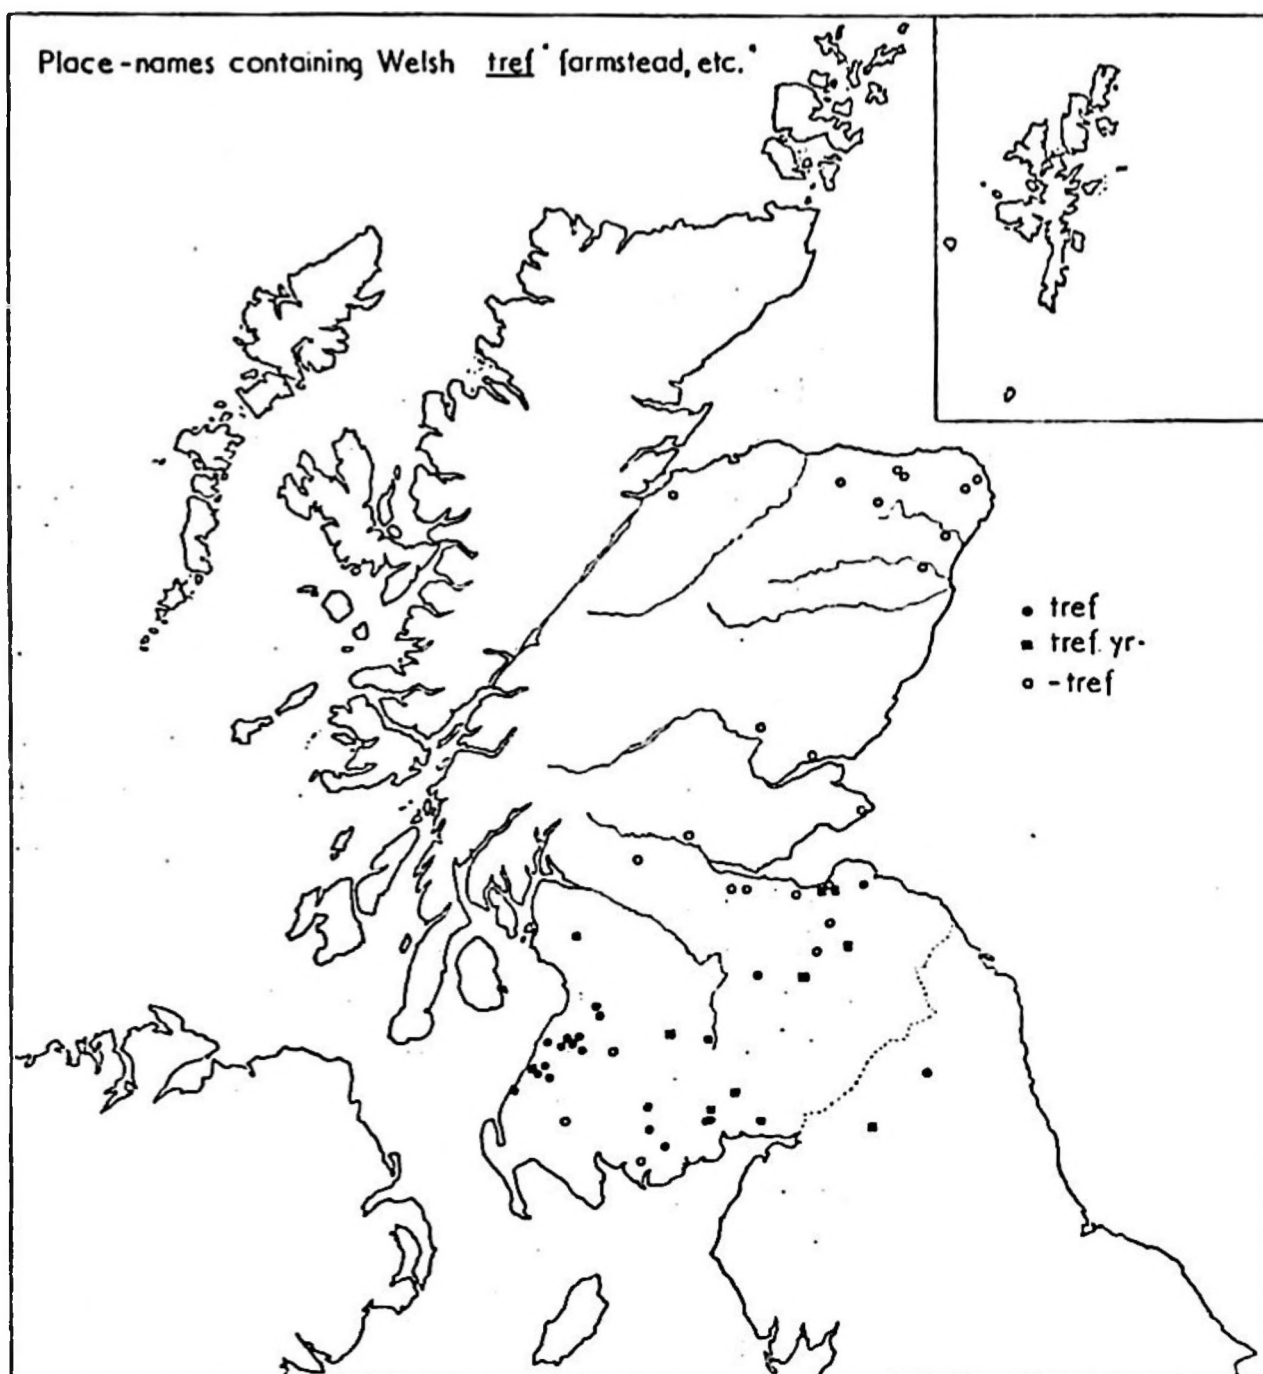 Place-names containing Welsh tref 'farmstead, etc.'
tref
tref yr-
-tref